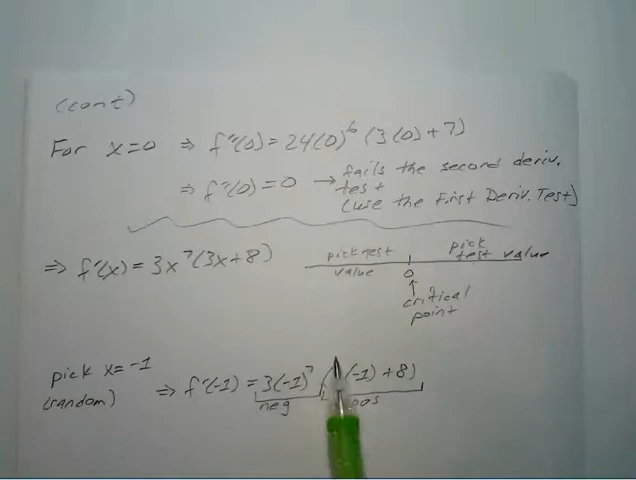 (cont)
For x=0 ⇒ f"(0)=24(0)⁶(3(0)+7)
⇒ f"(0)=0 → fails the second deriv.
test
(use the First Deriv. Test)
⇒ f'(x)=3x⁷(3x+8)
pick test
value
0
pick
test value
↑
critical
point
pick x=-1
(random)
⇒ f'(-1) = 3(-1)⁷ ( (-1)+8)
neg
pos